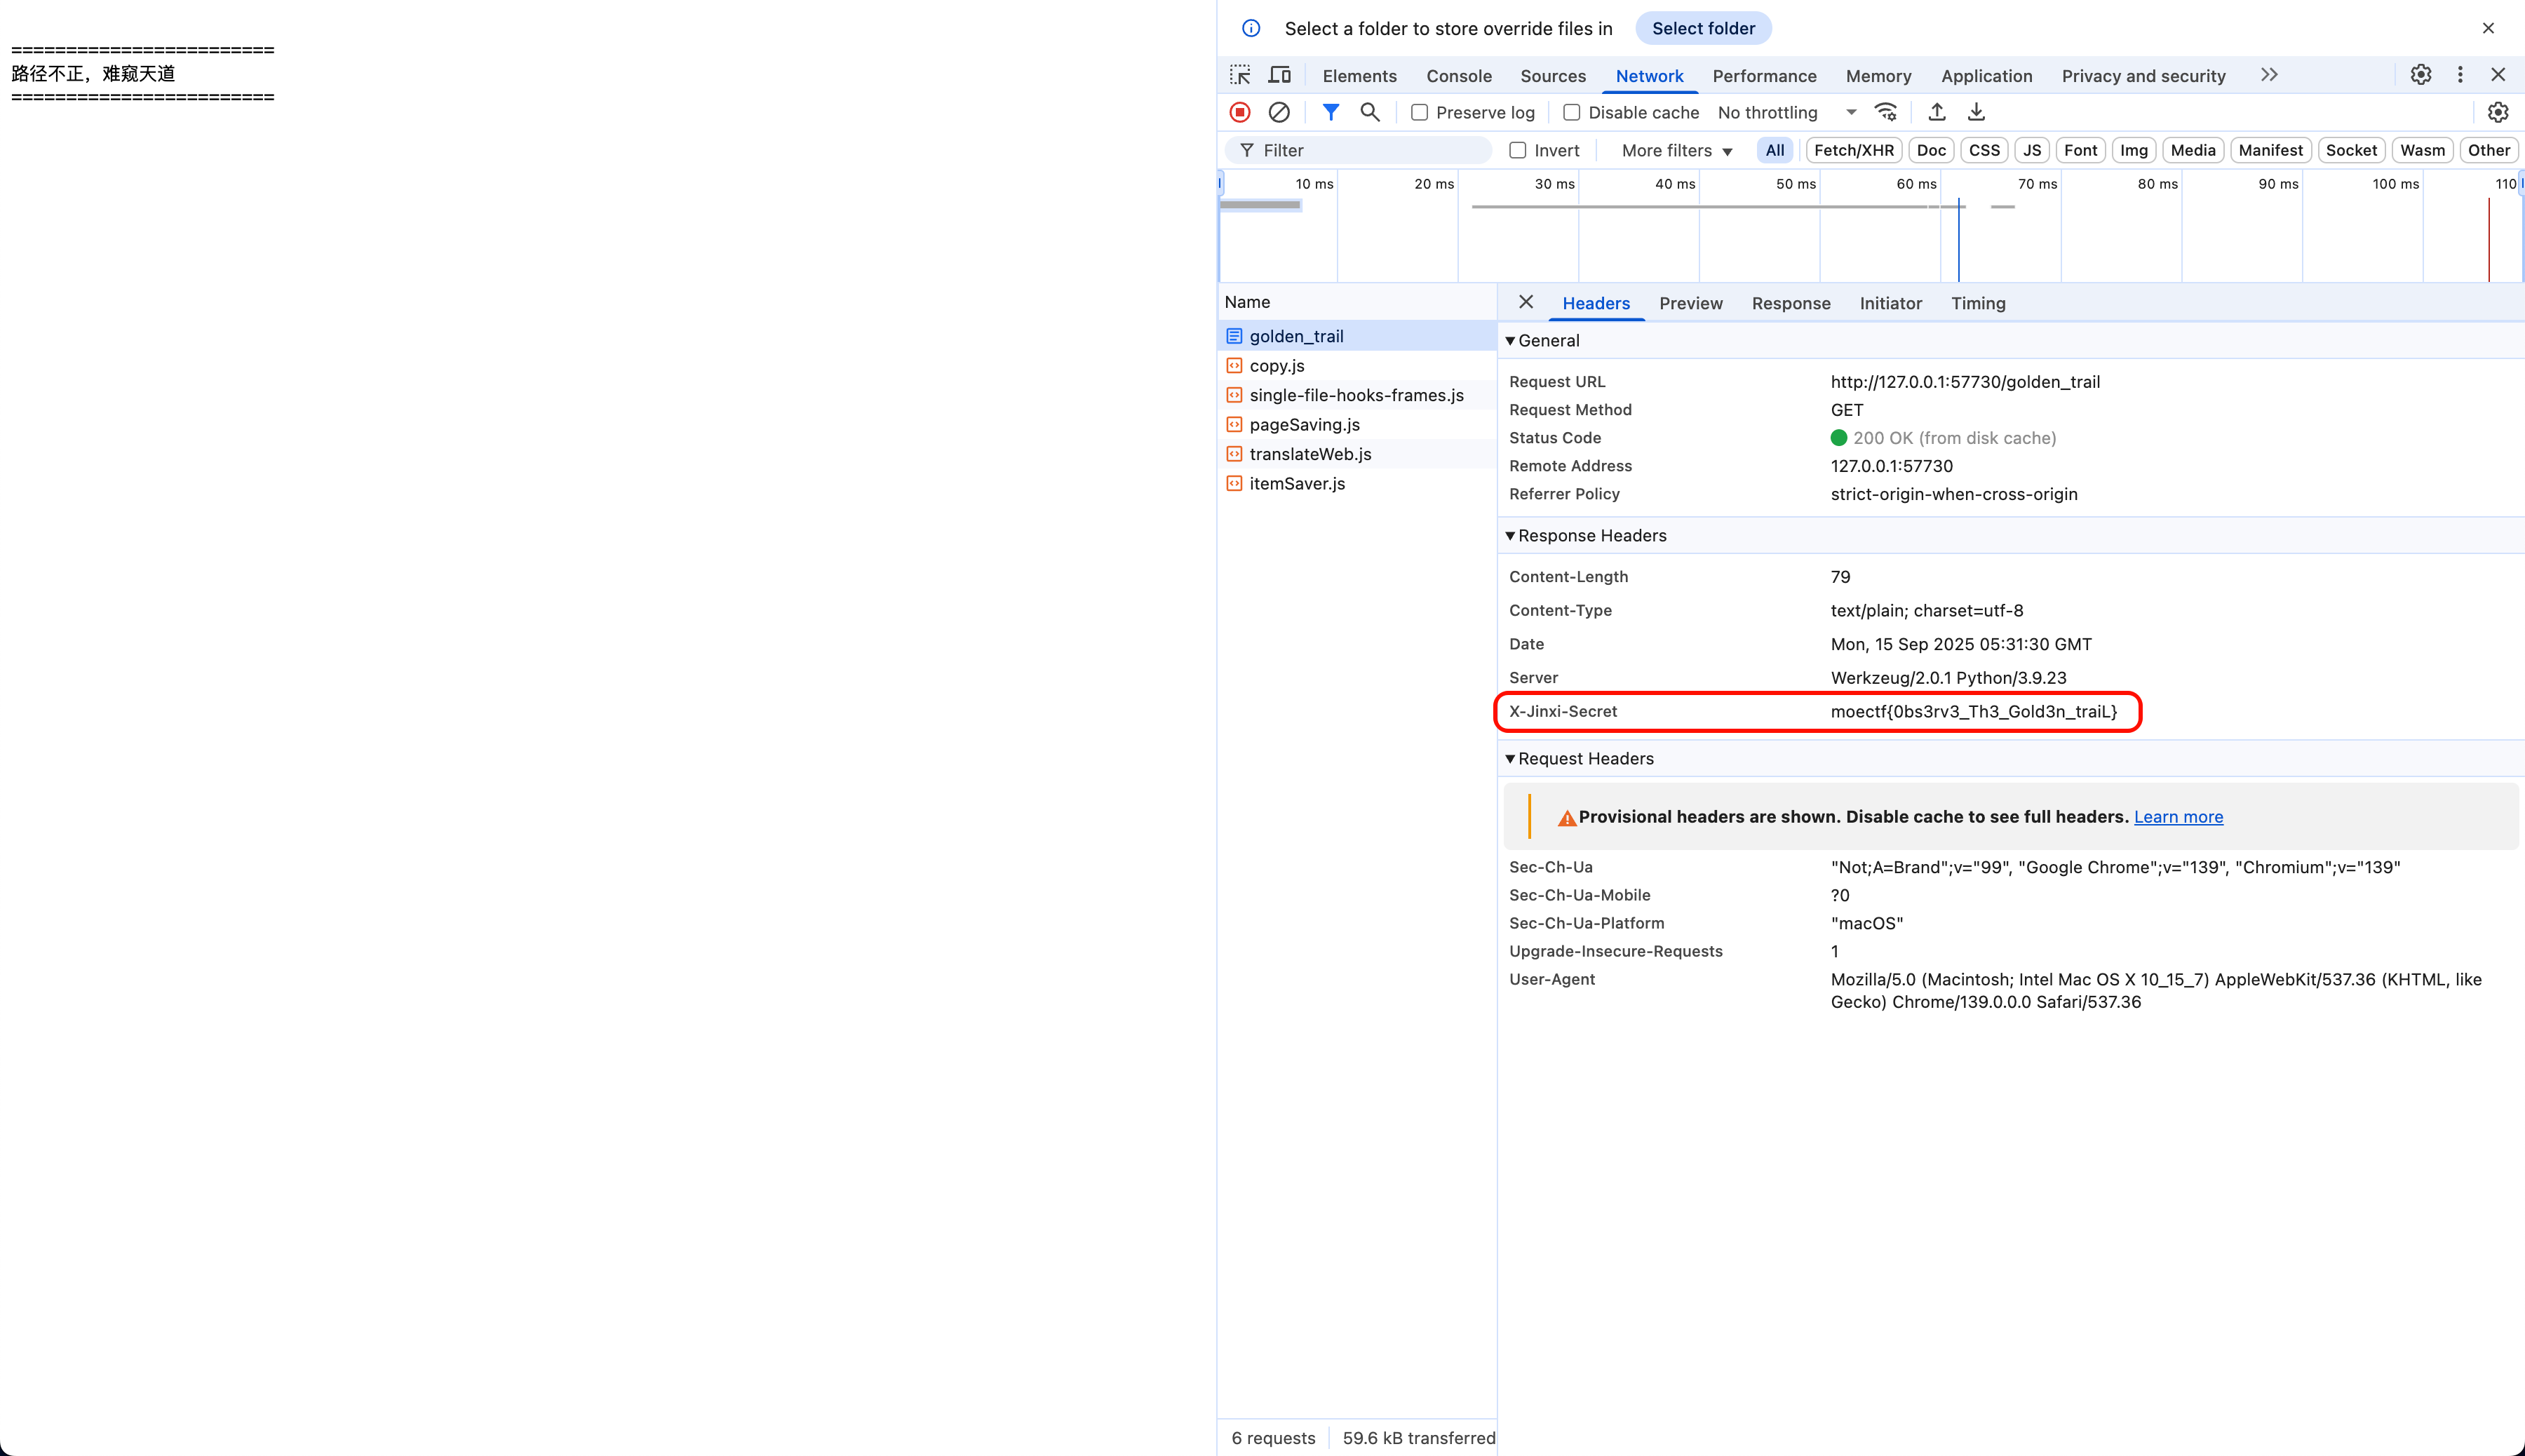 ========================
路径不正，难窥天道
========================
Select a folder to store override files in Select folder
Elements Console Sources Network Performance Memory Application Privacy and security
Preserve log Disable cache No throttling
Filter Invert More filters All Fetch/XHR Doc CSS JS Font Img Media Manifest Socket Wasm Other
10 ms 20 ms 30 ms 40 ms 50 ms 60 ms 70 ms 80 ms 90 ms 100 ms 110
Name
golden_trail
copy.js
single-file-hooks-frames.js
pageSaving.js
translateWeb.js
itemSaver.js
Headers Preview Response Initiator Timing
General
Request URL http://127.0.0.1:57730/golden_trail
Request Method GET
Status Code 200 OK (from disk cache)
Remote Address 127.0.0.1:57730
Referrer Policy strict-origin-when-cross-origin
Response Headers
Content-Length 79
Content-Type text/plain; charset=utf-8
Date Mon, 15 Sep 2025 05:31:30 GMT
Server Werkzeug/2.0.1 Python/3.9.23
X-Jinxi-Secret moectf{0bs3rv3_Th3_Gold3n_traiL}
Request Headers
Provisional headers are shown. Disable cache to see full headers. Learn more
Sec-Ch-Ua "Not;A=Brand";v="99", "Google Chrome";v="139", "Chromium";v="139"
Sec-Ch-Ua-Mobile ?0
Sec-Ch-Ua-Platform "macOS"
Upgrade-Insecure-Requests 1
User-Agent Mozilla/5.0 (Macintosh; Intel Mac OS X 10_15_7) AppleWebKit/537.36 (KHTML, like
Gecko) Chrome/139.0.0.0 Safari/537.36
6 requests 59.6 kB transferred